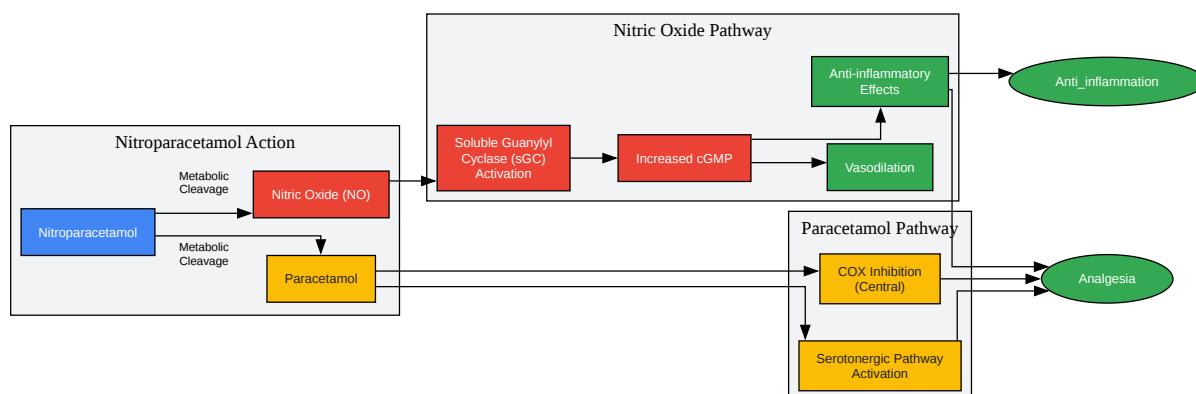 Nitric Oxide Pathway
Anti-inflammatory
Effects
Anti_inflammation
Nitroparacetamol Action
Soluble Guanylyl
Cyclase (sGC)
Activation
Increased cGMP
Vasodilation
Metabolic
Cleavage
Nitric Oxide (NO)
Nitroparacetamol
Metabolic
Cleavage
Paracetamol
Paracetamol Pathway
COX Inhibition
(Central)
Analgesia
Serotonergic Pathway
Activation